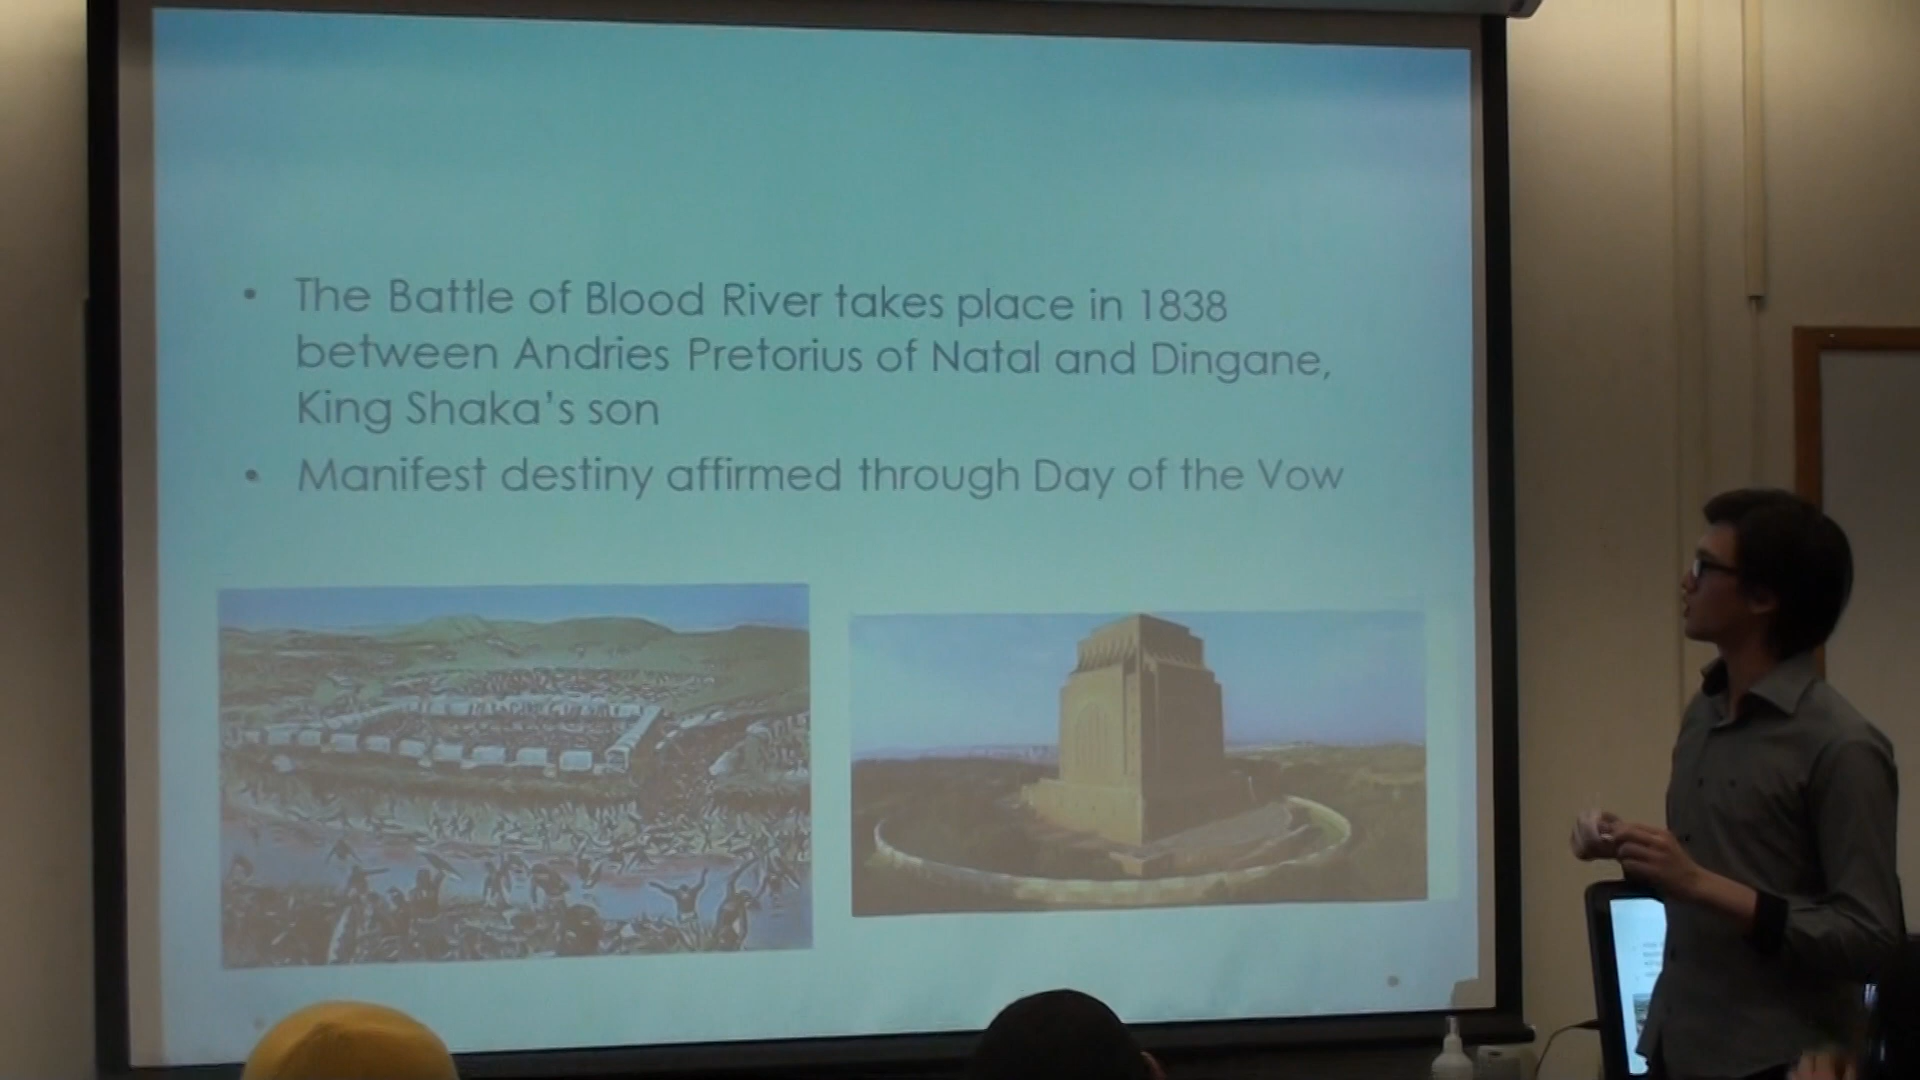 • The Battle of Blood River takes place in 1838
between Andries Pretorius of Natal and Dingane,
King Shaka's son
• Manifest destiny affirmed through Day of the Vow